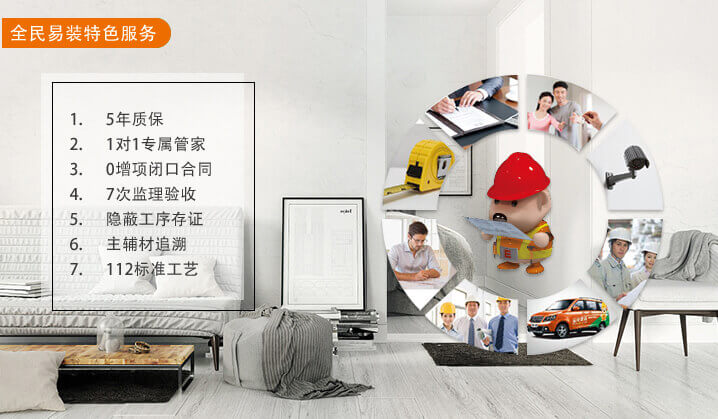 全民易装特色服务
1. 5年质保
2. 1对1专属管家
3. 0增项闭口合同
4. 7次监理验收
5. 隐蔽工序存证
6. 主辅材追溯
7. 112标准工艺